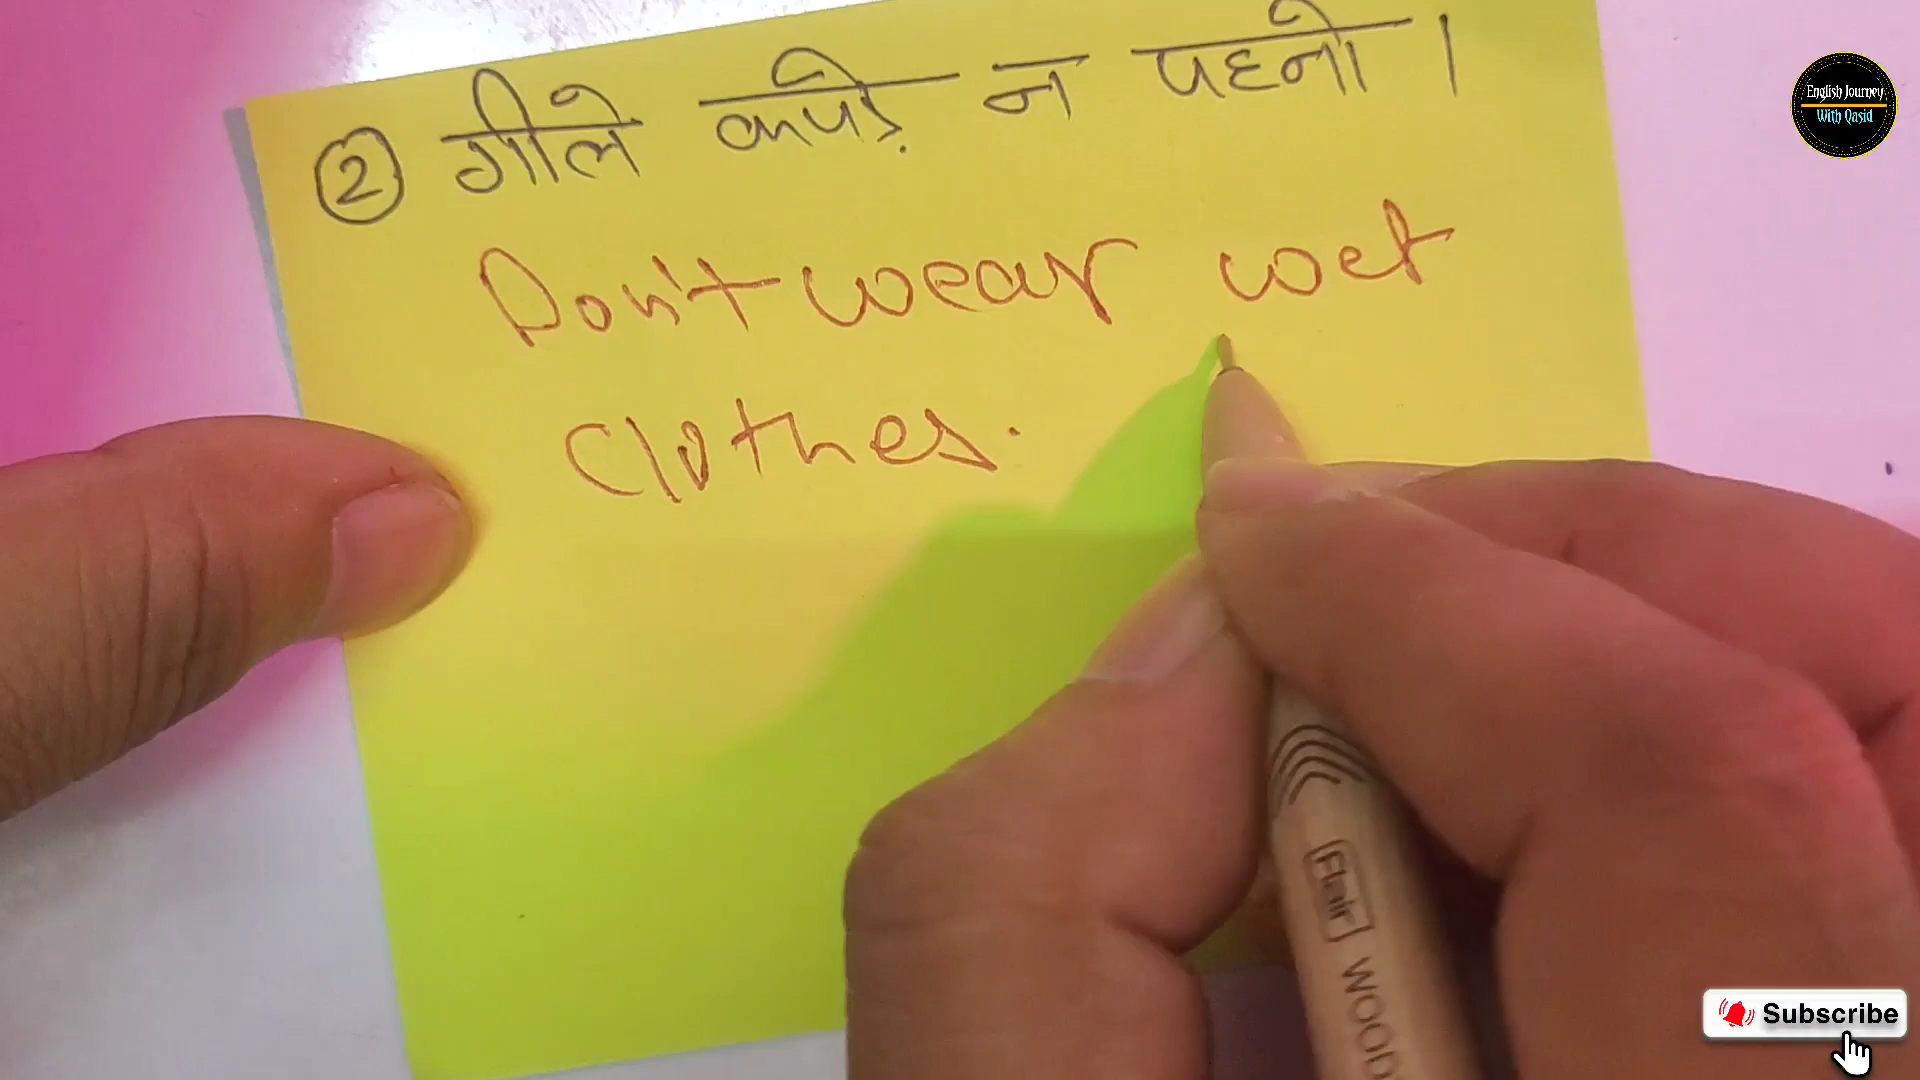 ② गीले कपड़े न पहनो ।
Don't wear wet
Clothes.
English Journey
With Qasid
Flair WOOD
Subscribe